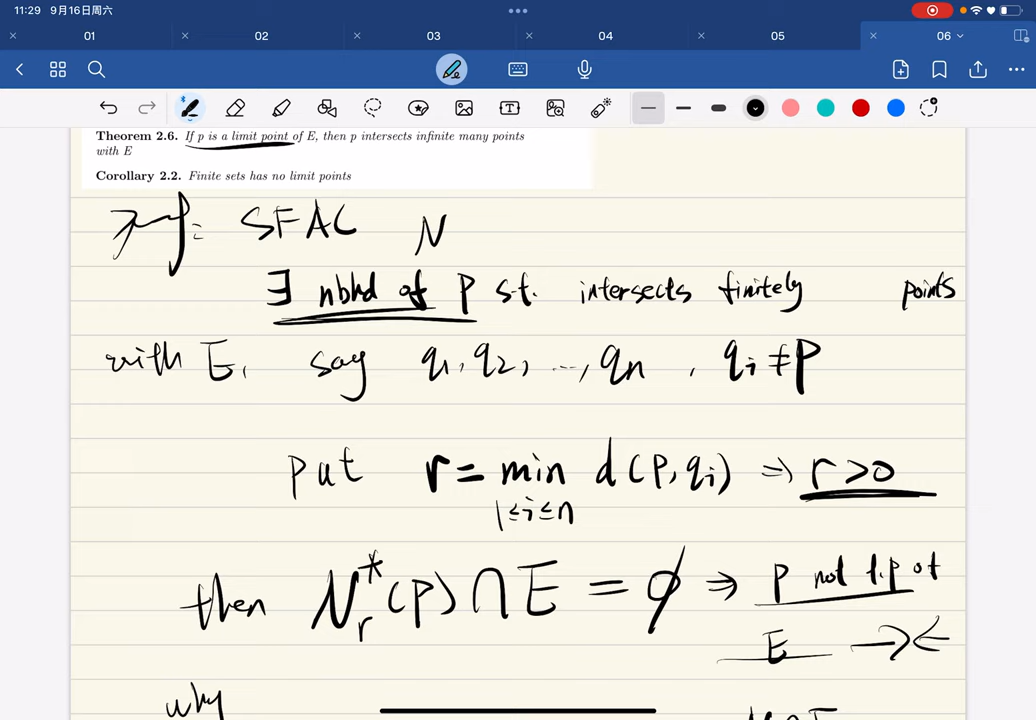 11:29 9月16日周六
01 02 03 04 05 06
Theorem 2.6. If p is a limit point of E, then p intersects infinite many points
with E
Corollary 2.2. Finite sets has no limit points
pf: SFAC N
∃ nbhd of p st. intersects finitely points
with E, say q1, q2, ..., qn , qi ≠ p
put r = min d(p, qi) ⇒ r>0
1≤i≤n
then N*r(p) ∩ E = ∅ ⇒ p not l.p of
E →←
why